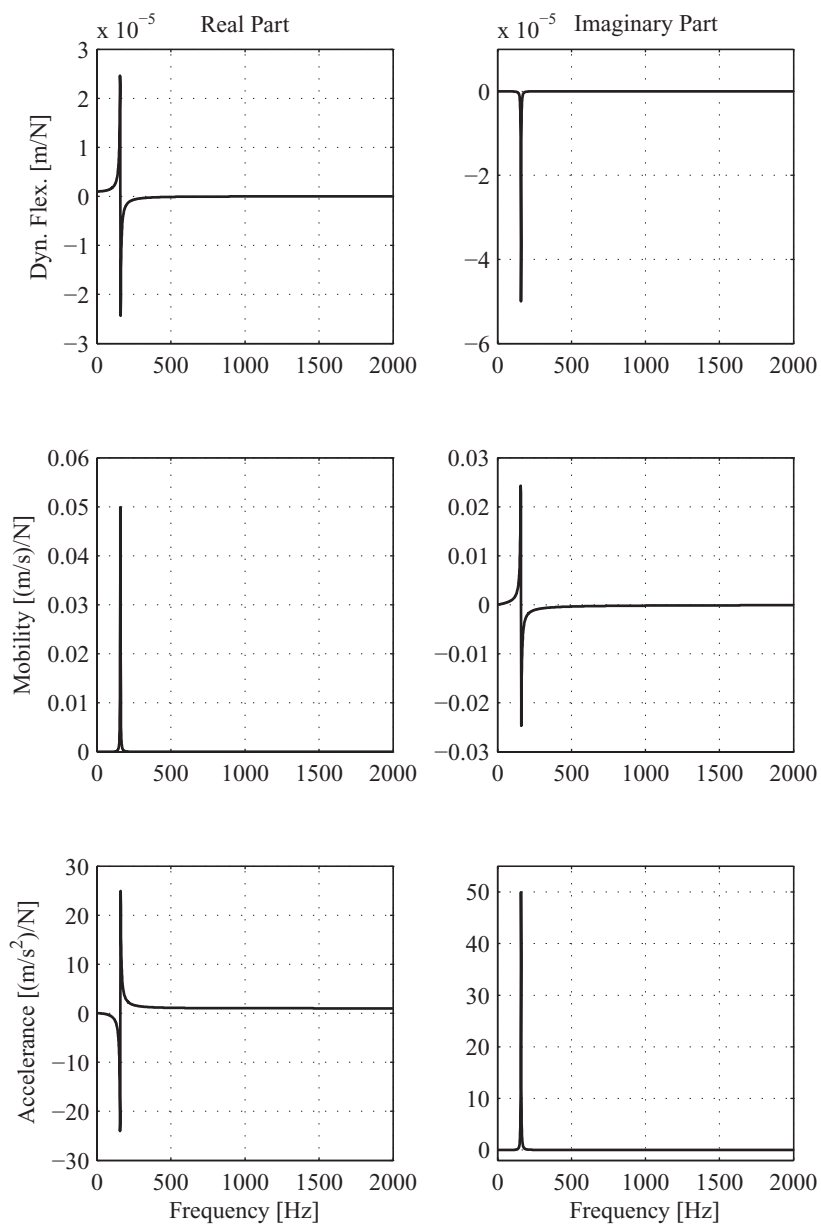 Real Part
x 10⁻⁵
Dyn. Flex. [m/N]
3
2
1
0
−1
−2
−3
0 500 1000 1500 2000
Imaginary Part
x 10⁻⁵
0
−2
−4
−6
0 500 1000 1500 2000
Mobility [(m/s)/N]
0.06
0.05
0.04
0.03
0.02
0.01
0
0 500 1000 1500 2000
0.03
0.02
0.01
0
−0.01
−0.02
−0.03
0 500 1000 1500 2000
Accelerance [(m/s²)/N]
30
20
10
0
−10
−20
−30
0 500 1000 1500 2000
Frequency [Hz]
50
40
30
20
10
0
0 500 1000 1500 2000
Frequency [Hz]